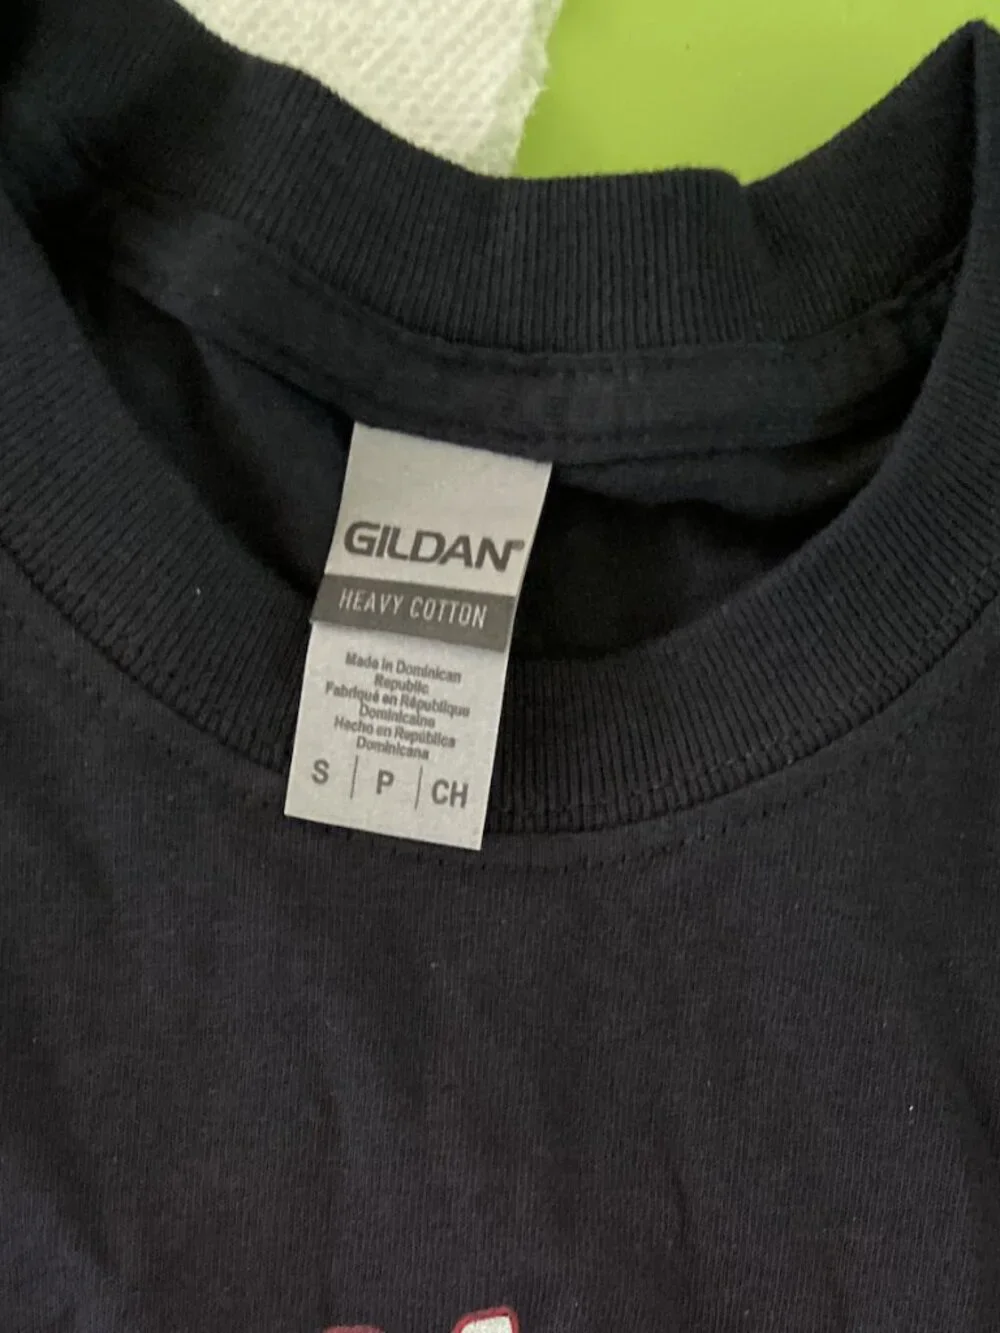 GILDAN®
HEAVY COTTON
Made in Dominican
Republic
Fabriqué en République
Dominicaine
Hecho en República
Dominicana
S | P | CH